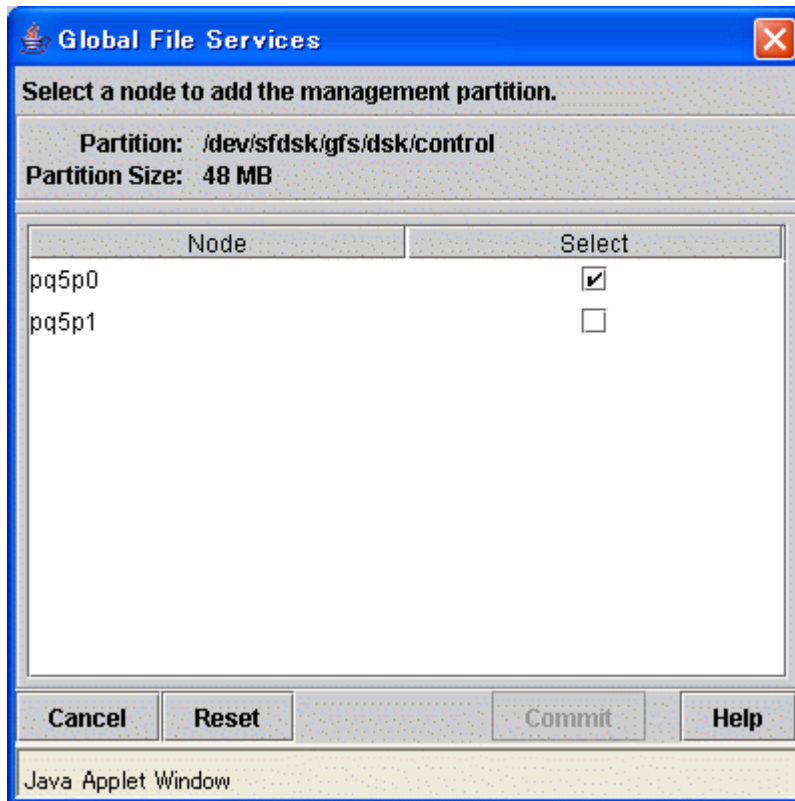 Global File Services
Select a node to add the management partition.
Partition: /dev/sfdsk/gfs/dsk/control
Partition Size: 48 MB
Node Select
pq5p0
pq5p1
Cancel Reset Commit Help
Java Applet Window